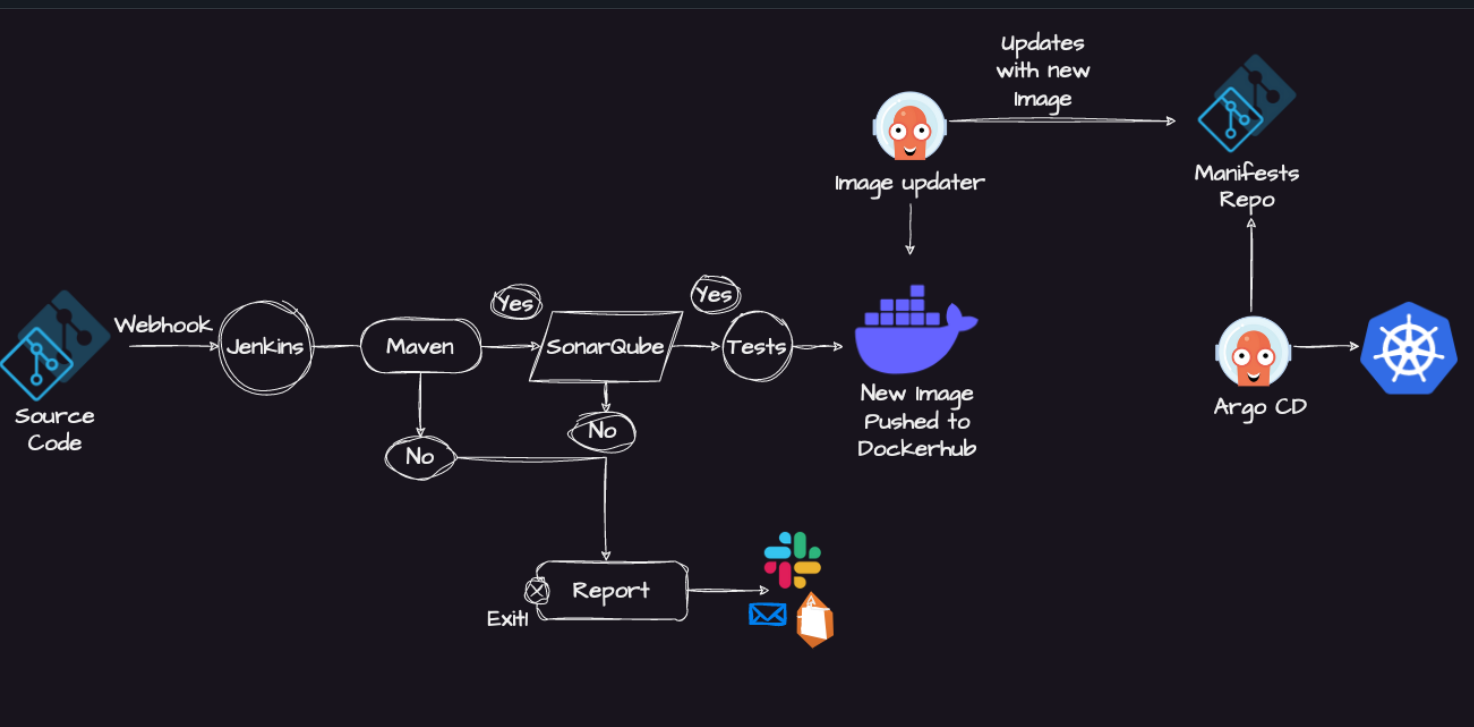 Updates
with new
Image
Image updater
Manifests
Repo
Webhook
Jenkins
Maven
Yes
SonarQube
Yes
Tests
Source
Code
No
No
New Image
Pushed to
Dockerhub
Argo CD
Report
Exit!